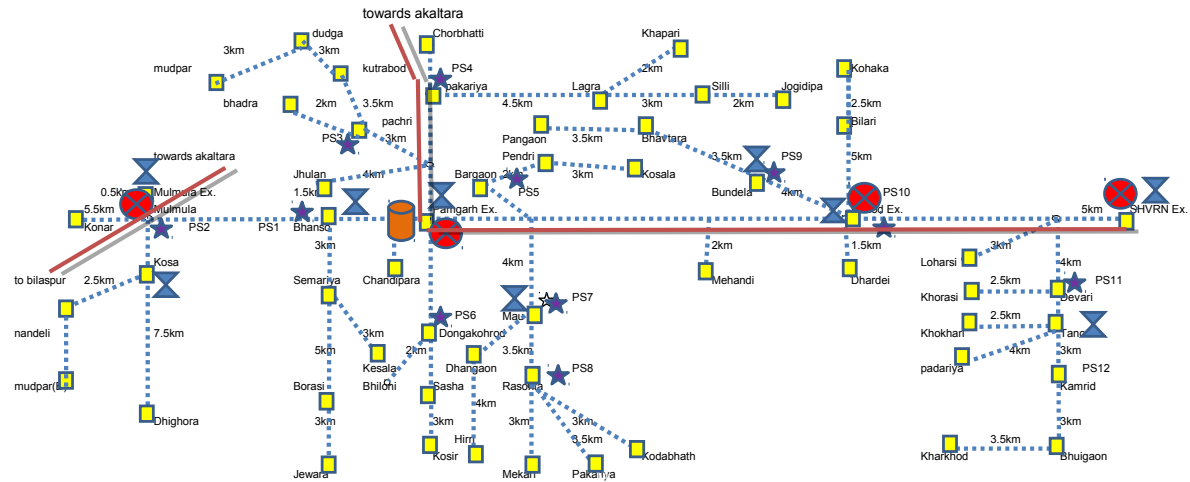 towards akaltara
dudga
Chorbhatti
Khapari
3km
3km
mudpar
kutrabod
PS4
Kohaka
2km
pakariya
Lagra
Silli
Jogidipa
bhadra
2km
3.5km
4.5km
3km
2km
2.5km
pachri
Pangaon
Bhavtara
Bilari
PS3
3km
3.5km
towards akaltara
Pendri
3.5km
PS9
5km
Jhulan
4km
Bargaon
3km
Kosala
0.5km
Mulmula Ex.
1.5km
PS5
Bundela
4km
PS10
5.5km
Mulmula
Pamgarh Ex.
5km
SHVRN Ex.
Konar
PS2
PS1
Bhanso
3km
2km
1.5km
3km
Kosa
4km
Loharsi
4km
to bilaspur
2.5km
Semariya
Chandipara
Mehandi
Dhardei
Khorasi
2.5km
PS11
Devari
PS7
nandeli
7.5km
3km
PS6
Mau
Khokhari
2.5km
2km
Dongakohrod
3.5km
4km
3km
5km
Kesala
Dhangaon
padariya
PS12
Bhiloni
PS8
Borasi
Sasha
Rasota
Kamrid
4km
Dhighora
3km
3km
Hirri
3km
3km
3.5km
3.5km
3km
Kosir
Kodabhath
Kharkhod
Bhuigaon
Jewara
Mekari
Pakariya